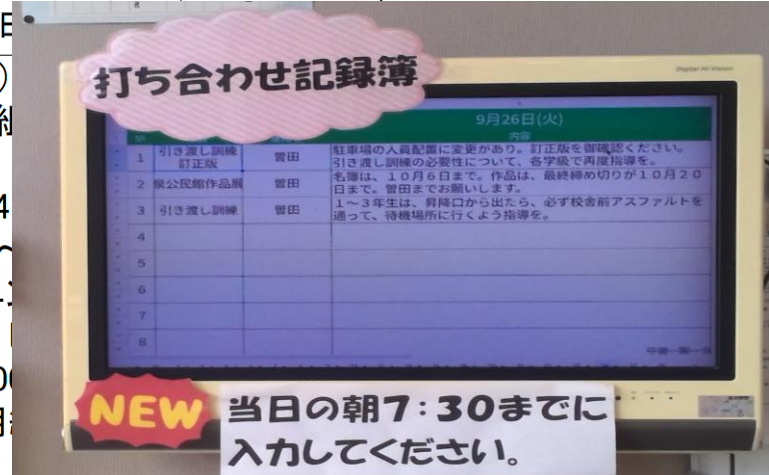 打ち合わせ記録簿
Digital Hi-Vision
9月26日(火)
№
内容
1 引き渡し訓練 訂正版 曽田 駐車場の人員配置に変更があり。訂正版を御確認ください。
引き渡し訓練の必要性について、各学級で再度指導を。
2 泉公民館作品展 曽田 名簿は、10月6日まで。作品は、最終締め切りが10月20
日まで。曽田までお願いします。
3 引き渡し訓練 曽田 1~3年生は、昇降口から出たら、必ず校舎前アスファルトを
通って、待機場所に行くよう指導を。
4
5
6
7
8
NEW
当日の朝7:30までに
入力してください。